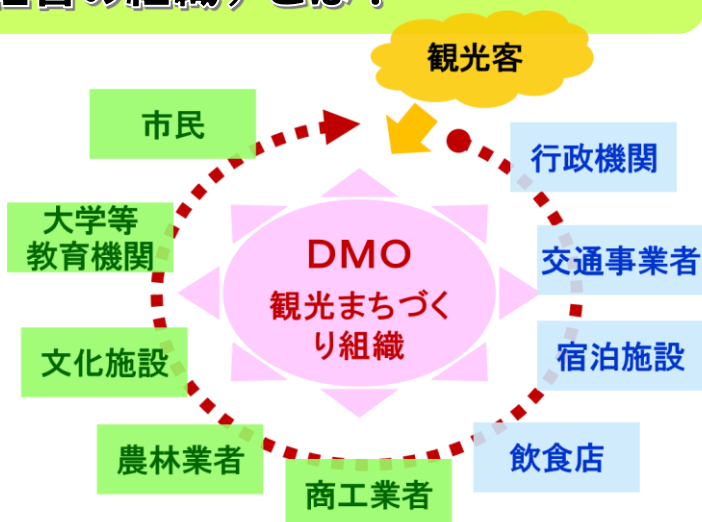 観光客
市民
行政機関
大学等
教育機関
交通事業者
DMO
観光まちづく
り組織
文化施設
宿泊施設
農林業者
飲食店
商工業者